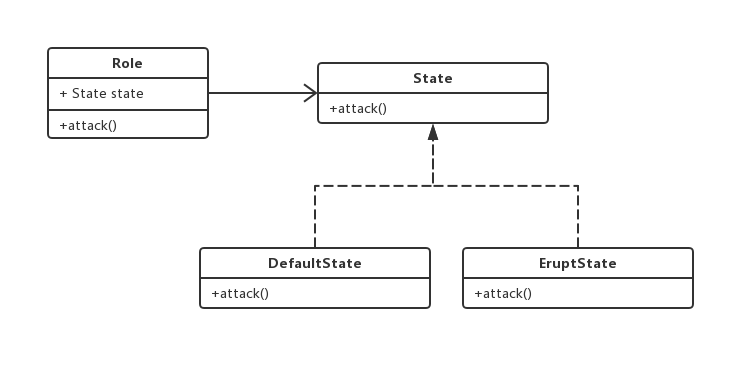 Role
+ State state
+attack()
State
+attack()
DefaultState
+attack()
EruptState
+attack()